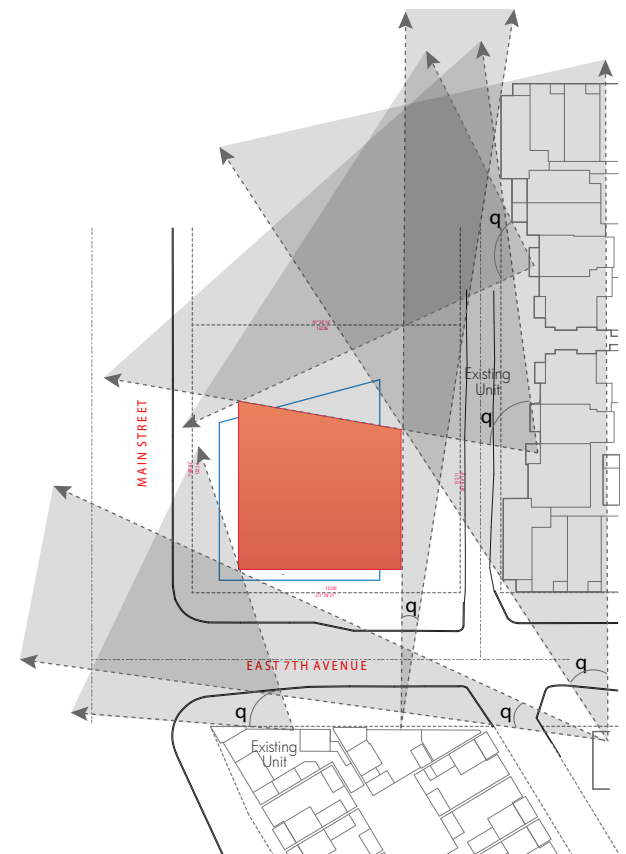 q
Existing
Unit
q
MAIN STREET
q
EAST 7TH AVENUE
q
q
q
Existing
Unit